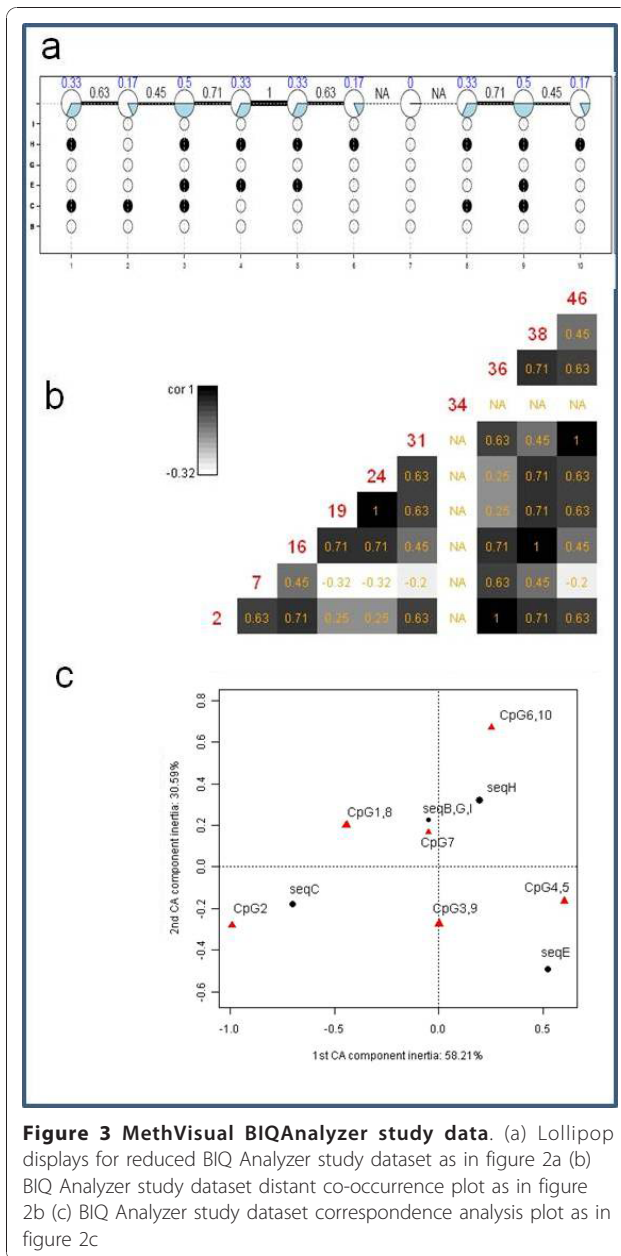 a
0.33 0.17 0.5 0.33 0.33 0.17 0 0.33 0.5 0.17
0.63 0.45 0.71 1 0.63 NA NA 0.71 0.45
I
H
G
E
C
B
1 2 3 4 5 6 7 8 9 10
b
46
38 0.45
36 0.71 0.63
34 NA NA NA
cor 1
-0.32
31 NA 0.63 0.45 1
24 0.63 NA 0.25 0.71 0.63
19 1 0.63 NA 0.25 0.71 0.63
16 0.71 0.71 0.45 NA 0.71 1 0.45
7 0.45 -0.32 -0.32 -0.2 NA 0.63 0.45 -0.2
2 0.63 0.71 0.25 0.25 0.63 NA 1 0.71 0.63
c
0.8
0.6
0.4
0.2
0.0
-0.2
-0.4
-0.6
2nd CA component inertia: 30.59%
CpG6,10
seqH
CpG1,8
seqB,G,I
CpG7
seqC
CpG2
CpG3,9
CpG4,5
seqE
-1.0 -0.5 0.0 0.5
1st CA component inertia: 58.21%
Figure 3 MethVisual BIQAnalyzer study data. (a) Lollipop
displays for reduced BIQ Analyzer study dataset as in figure 2a (b)
BIQ Analyzer study dataset distant co-occurrence plot as in figure
2b (c) BIQ Analyzer study dataset correspondence analysis plot as in
figure 2c